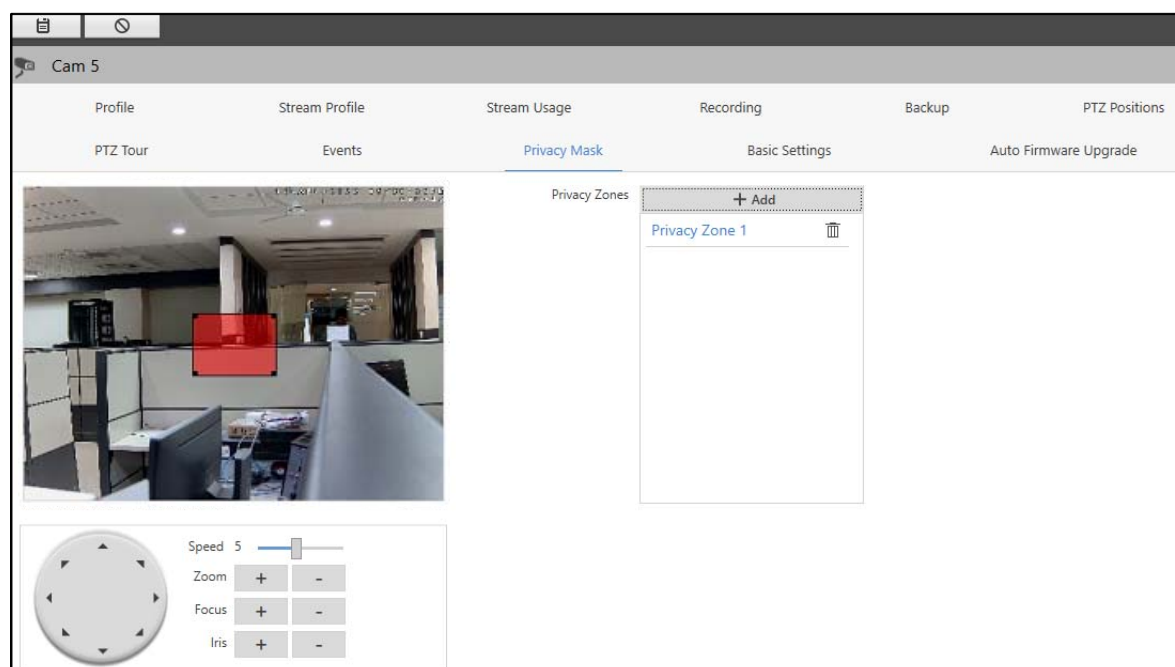 Cam 5
Profile Stream Profile Stream Usage Recording Backup PTZ Positions
PTZ Tour Events Privacy Mask Basic Settings Auto Firmware Upgrade
Privacy Zones + Add
Privacy Zone 1
Speed 5
Zoom + -
Focus + -
Iris + -